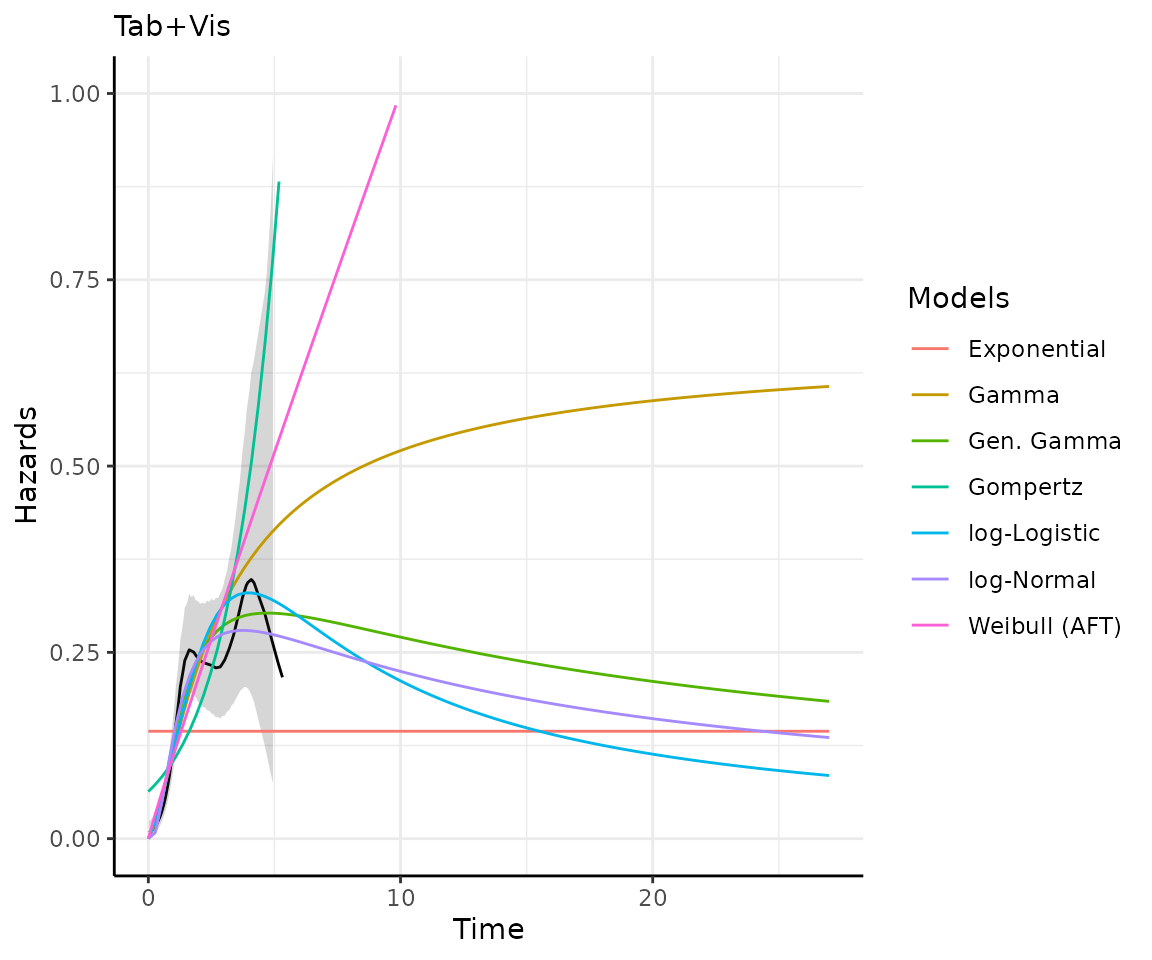 Tab+Vis
1.00
0.75
0.50
0.25
0.00
Hazards
0
10
20
Time
Models
Exponential
Gamma
Gen. Gamma
Gompertz
log-Logistic
log-Normal
Weibull (AFT)